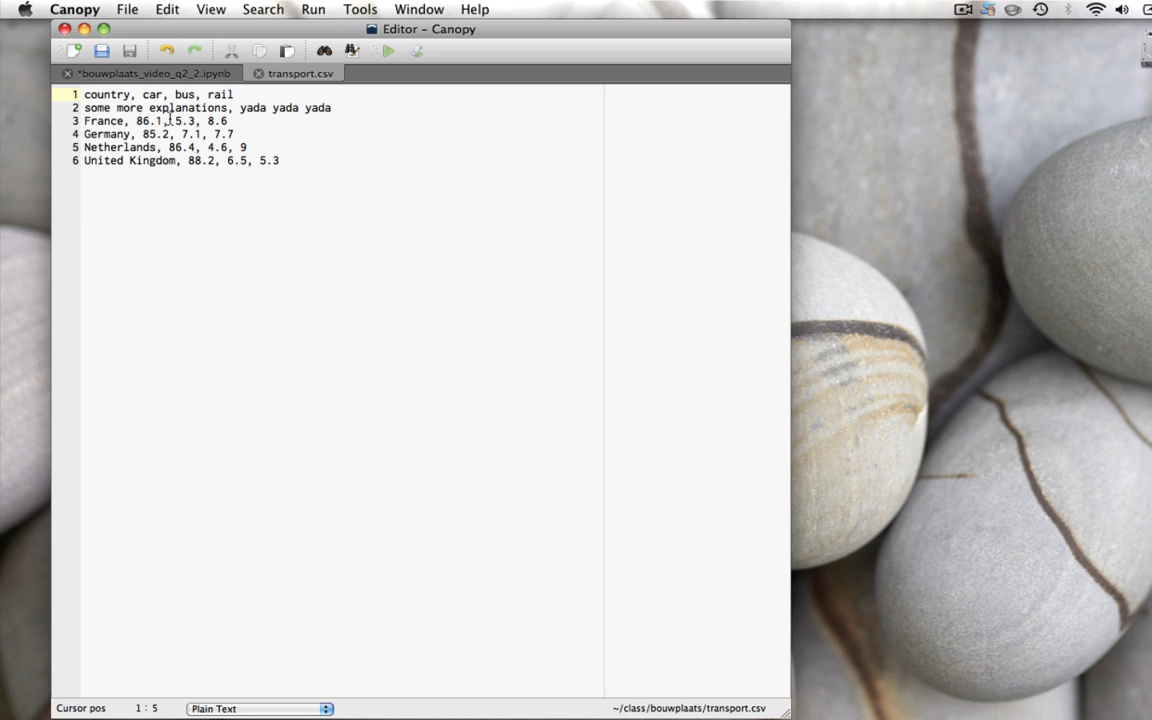 Canopy File Edit View Search Run Tools Window Help
Editor – Canopy
*bouwplaats_video_q2_2.ipynb transport.csv
1 country, car, bus, rail
2 some more explanations, yada yada yada
3 France, 86.1, 5.3, 8.6
4 Germany, 85.2, 7.1, 7.7
5 Netherlands, 86.4, 4.6, 9
6 United Kingdom, 88.2, 6.5, 5.3
Cursor pos 1 : 5 Plain Text ~/class/bouwplaats/transport.csv